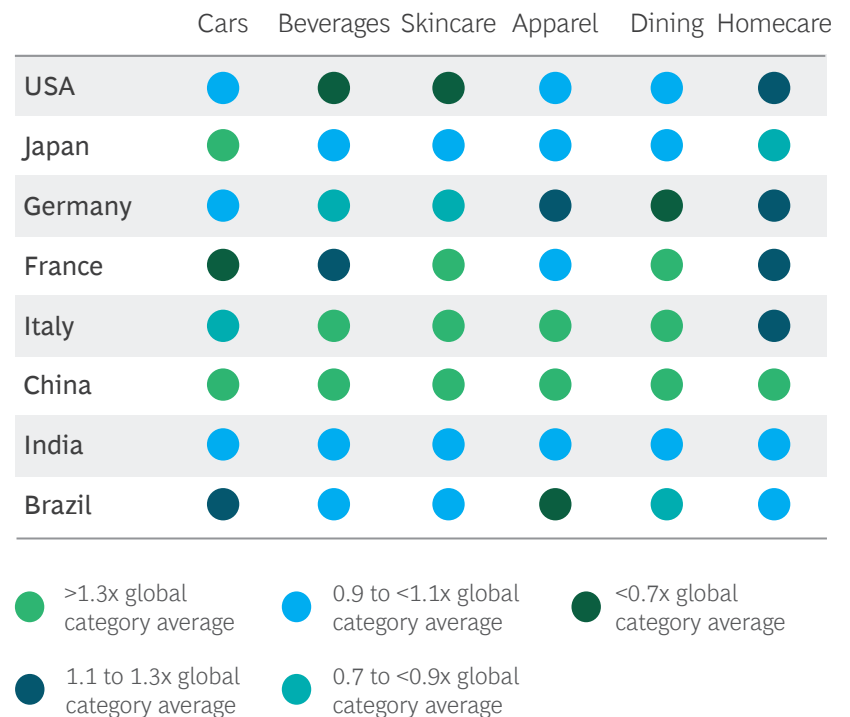 Cars Beverages Skincare Apparel Dining Homecare
USA
Japan
Germany
France
Italy
China
India
Brazil
>1.3x global
category average
0.9 to <1.1x global
category average
<0.7x global
category average
1.1 to 1.3x global
category average
0.7 to <0.9x global
category average